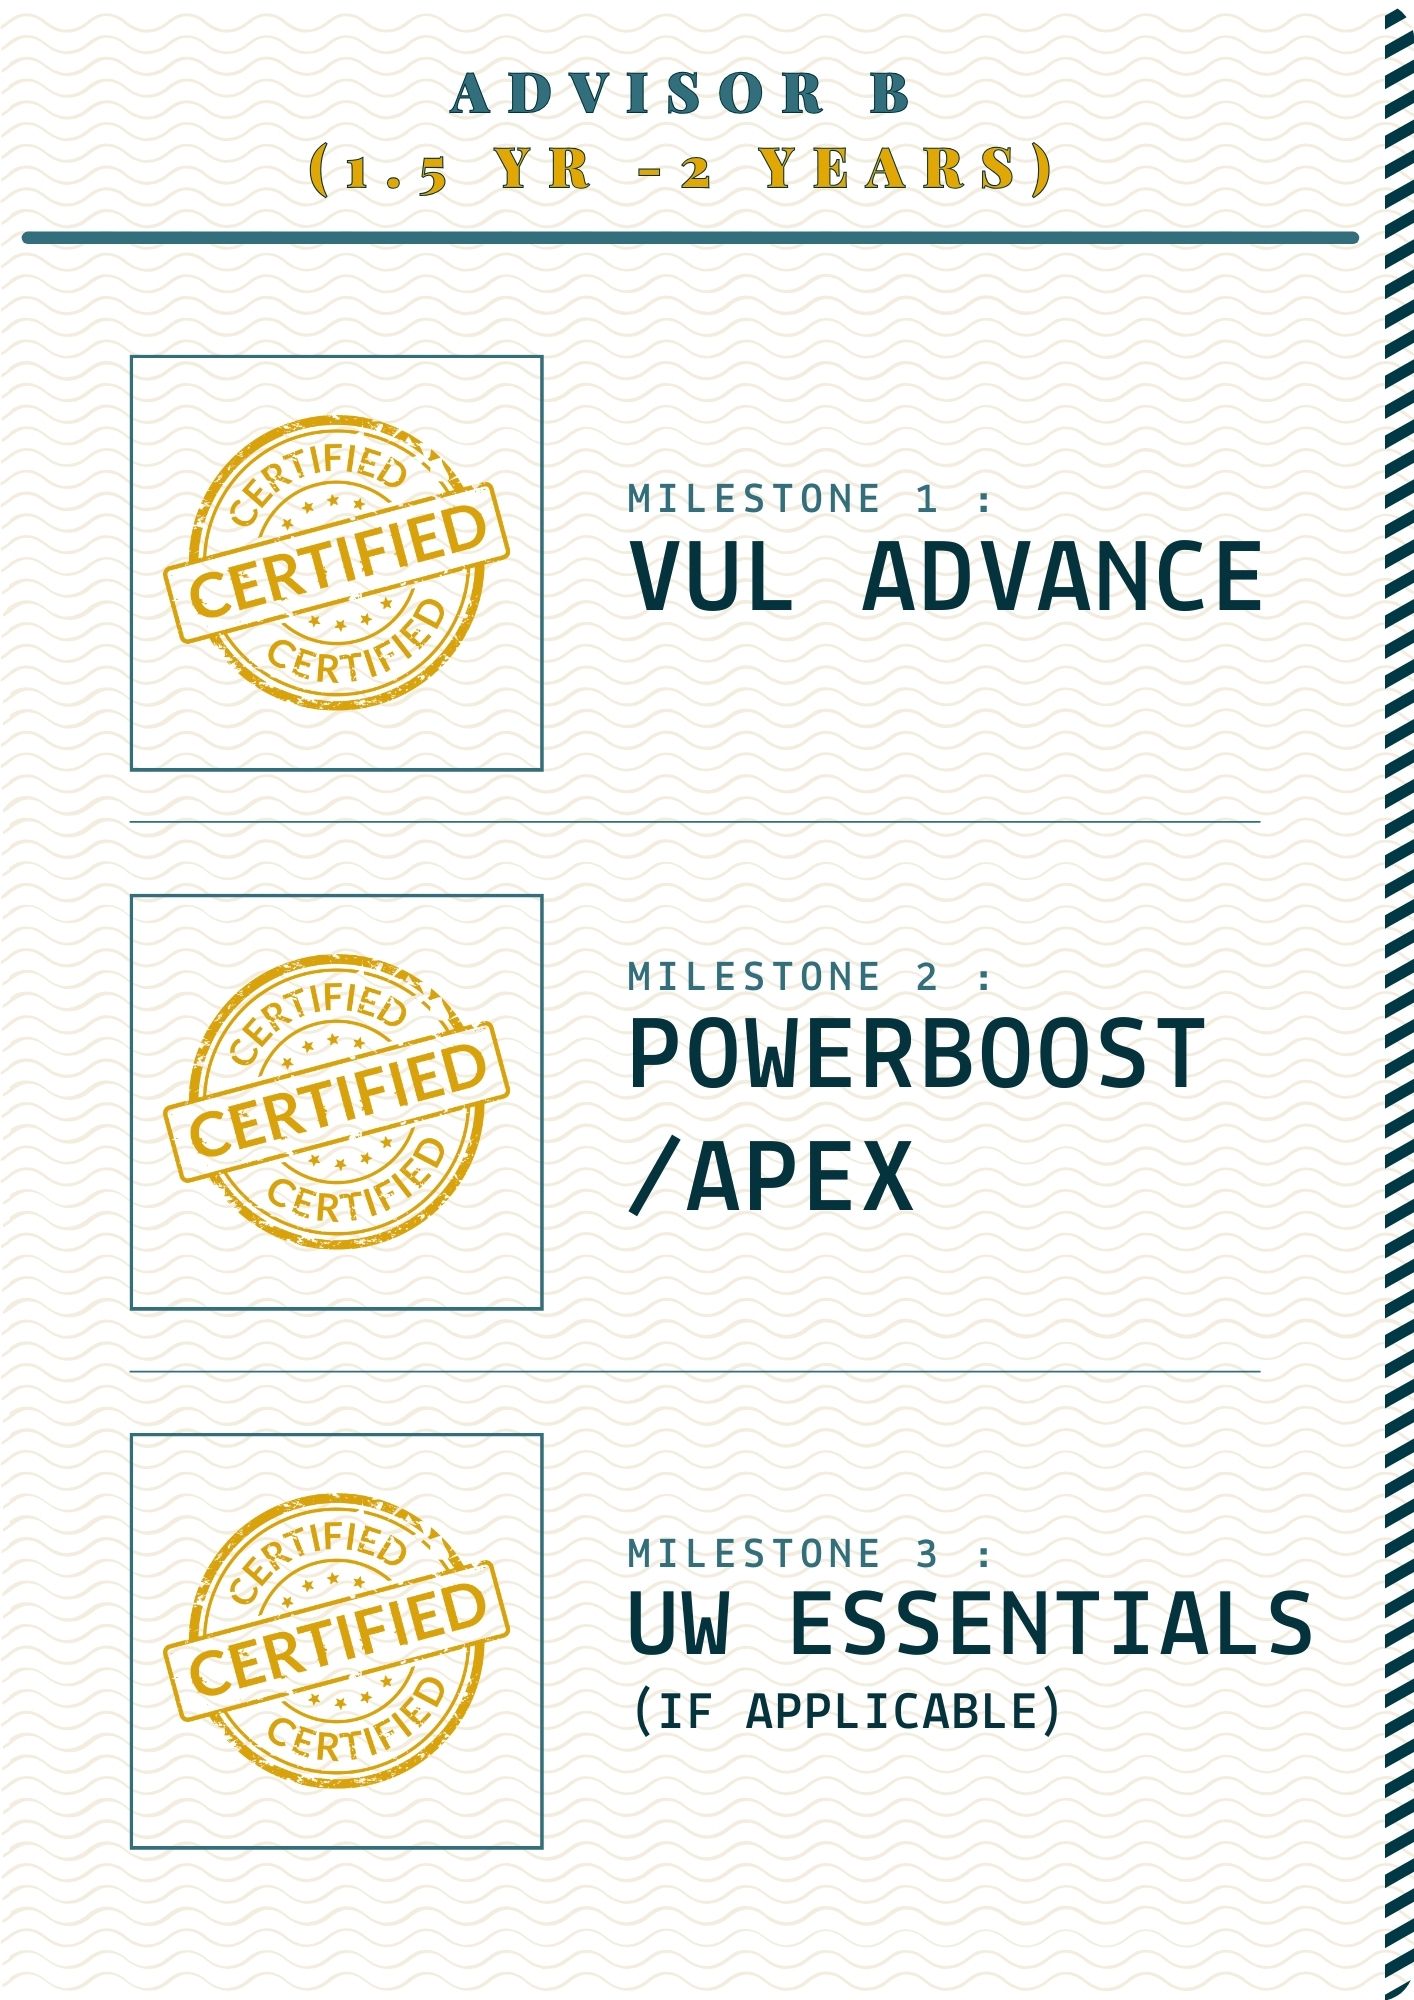 ADVISOR B
(1.5 YR -2 YEARS)
CERTIFIED
CERTIFIED
CERTIFIED
MILESTONE 1 :
VUL ADVANCE
CERTIFIED
CERTIFIED
CERTIFIED
MILESTONE 2 :
POWERBOOST
/APEX
CERTIFIED
CERTIFIED
CERTIFIED
MILESTONE 3 :
UW ESSENTIALS
(IF APPLICABLE)